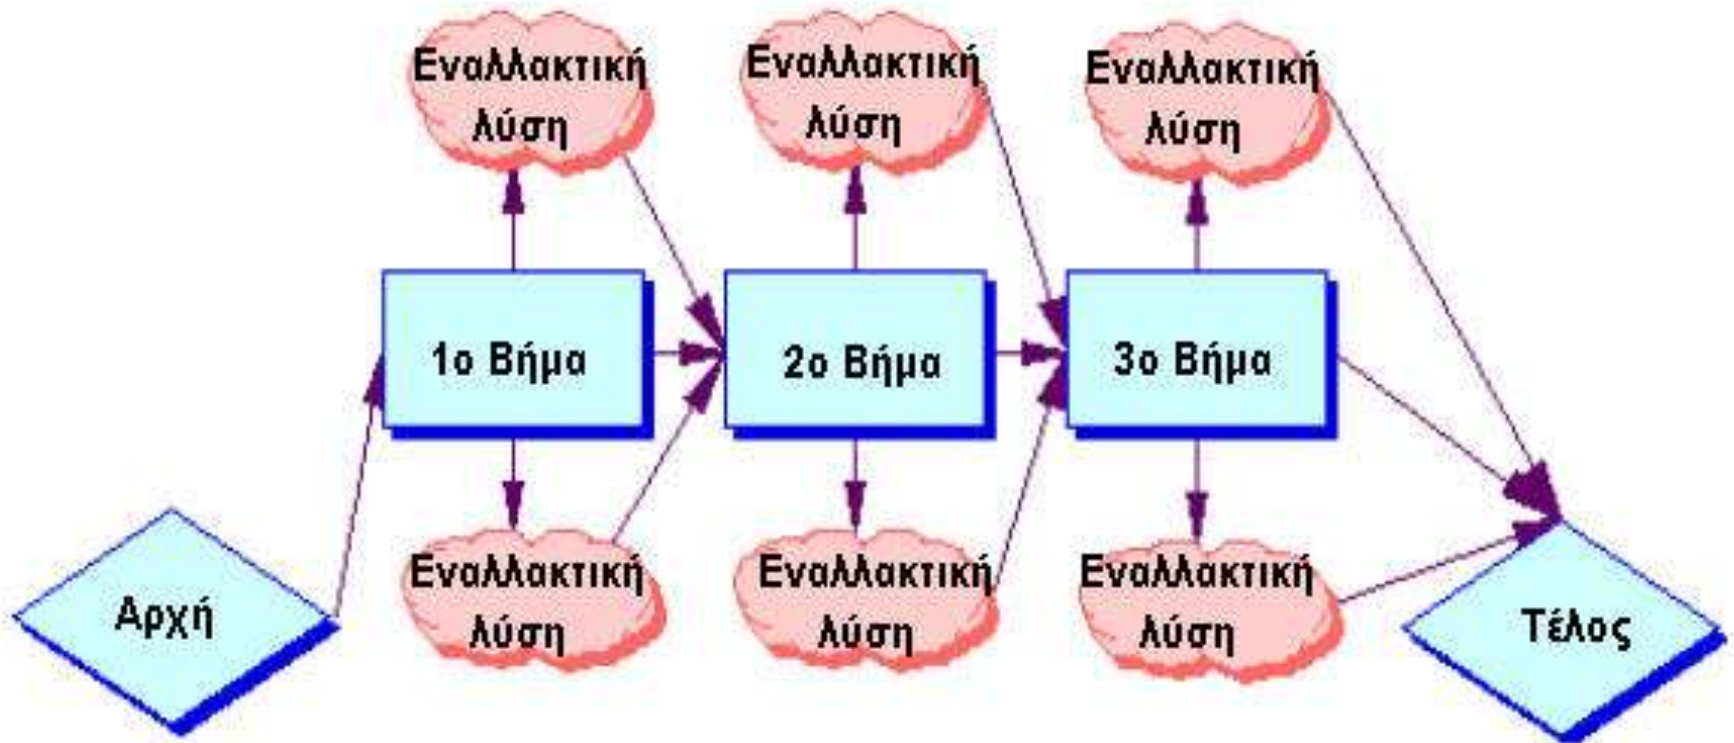 Εναλλακτική
λύση
Εναλλακτική
λύση
Εναλλακτική
λύση
1ο Βήμα
2ο Βήμα
3ο Βήμα
Αρχή
Εναλλακτική
λύση
Εναλλακτική
λύση
Εναλλακτική
λύση
Τέλος